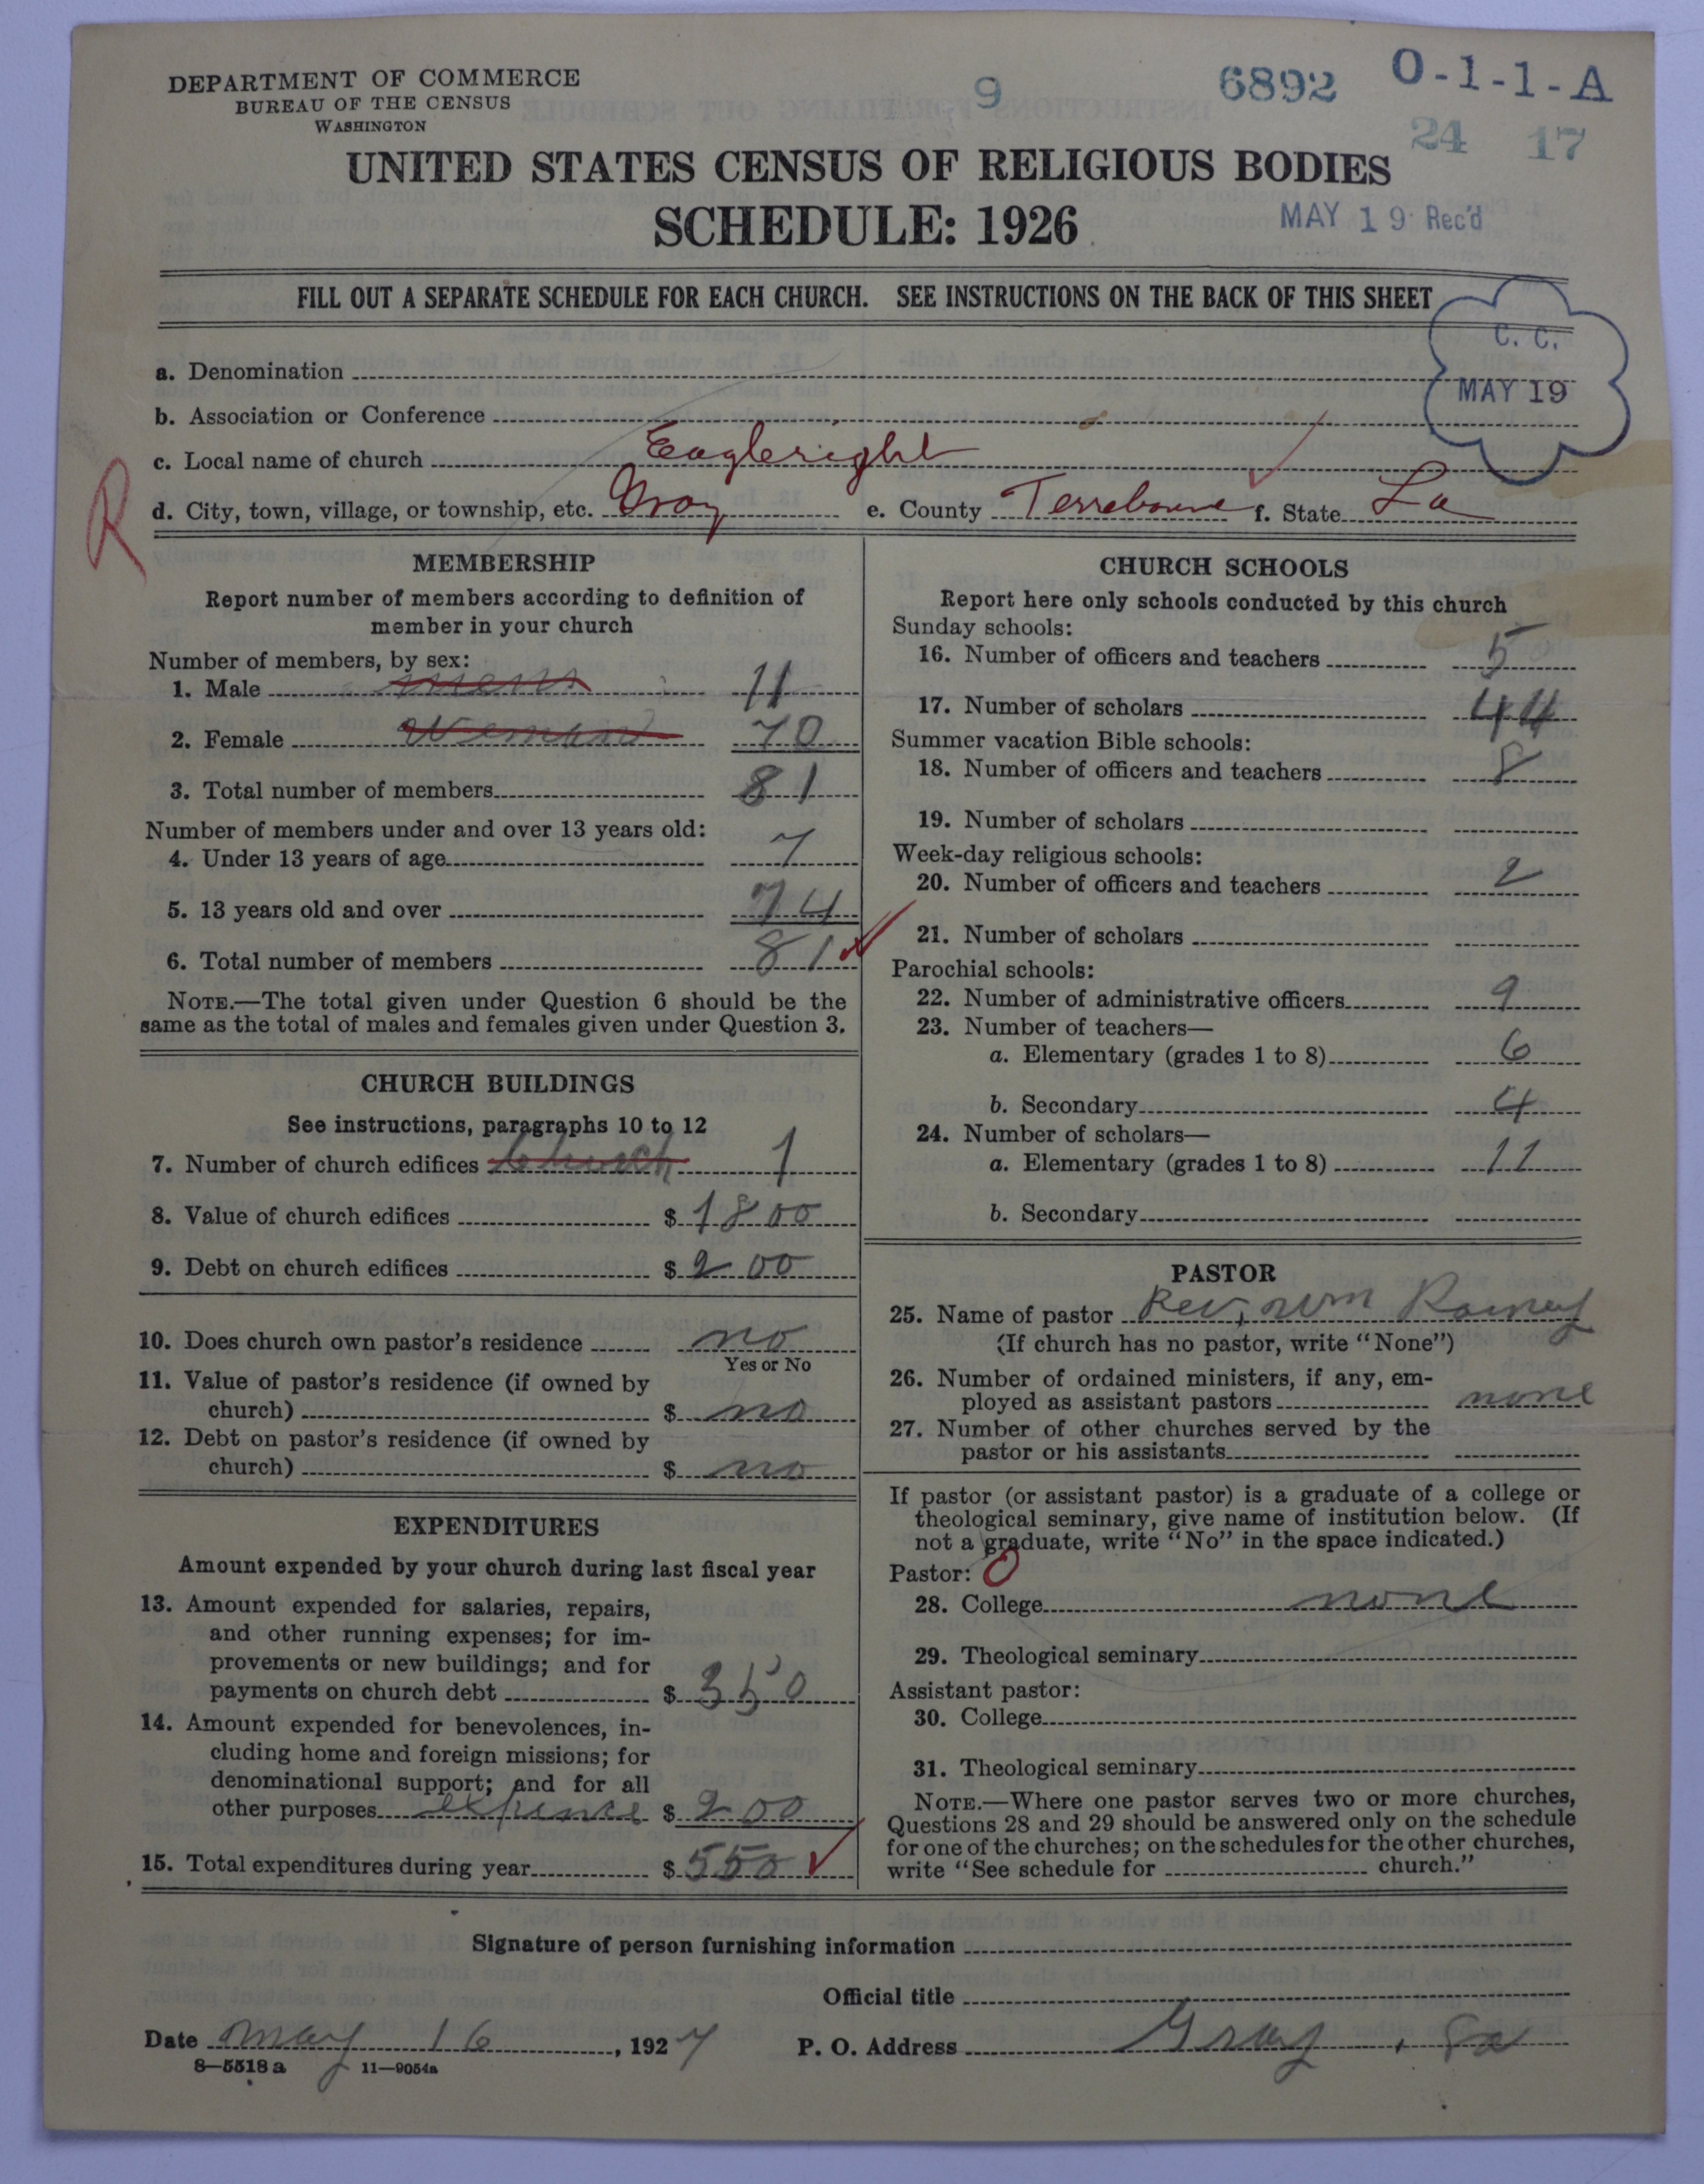 DEPARTMENT OF COMMERCE
BUREAU OF THE CENSUS
WASHINGTON
9
6892
O-1-1-A
24 17
UNITED STATES CENSUS OF RELIGIOUS BODIES
SCHEDULE: 1926
MAY 19 Rec'd
FILL OUT A SEPARATE SCHEDULE FOR EACH CHURCH. SEE INSTRUCTIONS ON THE BACK OF THIS SHEET
C. C.
MAY 19
a. Denomination
b. Association or Conference
c. Local name of church Eagleright
R
d. City, town, village, or township, etc. Gray e. County Terrebonne f. State La
MEMBERSHIP
Report number of members according to definition of
member in your church
Number of members, by sex:
1. Male mens 11
2. Female 70
3. Total number of members 81
Number of members under and over 13 years old:
4. Under 13 years of age 7
5. 13 years old and over 74
6. Total number of members 81
NOTE.—The total given under Question 6 should be the
same as the total of males and females given under Question 3.
CHURCH BUILDINGS
See instructions, paragraphs 10 to 12
7. Number of church edifices Church 1
8. Value of church edifices $ 1800
9. Debt on church edifices $ 200
10. Does church own pastor's residence no
Yes or No
11. Value of pastor's residence (if owned by
church) $ no
12. Debt on pastor's residence (if owned by
church) $ no
EXPENDITURES
Amount expended by your church during last fiscal year
13. Amount expended for salaries, repairs,
and other running expenses; for im-
provements or new buildings; and for
payments on church debt $ 350
14. Amount expended for benevolences, in-
cluding home and foreign missions; for
denominational support; and for all
other purposes expense $ 200
15. Total expenditures during year $ 550
CHURCH SCHOOLS
Report here only schools conducted by this church
Sunday schools:
16. Number of officers and teachers 5
17. Number of scholars 44
Summer vacation Bible schools:
18. Number of officers and teachers 8
19. Number of scholars
Week-day religious schools:
20. Number of officers and teachers 2
21. Number of scholars
Parochial schools:
22. Number of administrative officers 9
23. Number of teachers—
a. Elementary (grades 1 to 8) 6
b. Secondary 4
24. Number of scholars—
a. Elementary (grades 1 to 8) 11
b. Secondary
PASTOR
25. Name of pastor Rev, Wm Ramey
(If church has no pastor, write "None")
26. Number of ordained ministers, if any, em-
ployed as assistant pastors none
27. Number of other churches served by the
pastor or his assistants
If pastor (or assistant pastor) is a graduate of a college or
theological seminary, give name of institution below. (If
not a graduate, write "No" in the space indicated.)
Pastor: O
28. College none
29. Theological seminary
Assistant pastor:
30. College
31. Theological seminary
NOTE.—Where one pastor serves two or more churches,
Questions 28 and 29 should be answered only on the schedule
for one of the churches; on the schedules for the other churches,
write "See schedule for church."
Signature of person furnishing information
Official title
Date May 16, 1927 P. O. Address Gray, La
8—5518 a 11—9054a